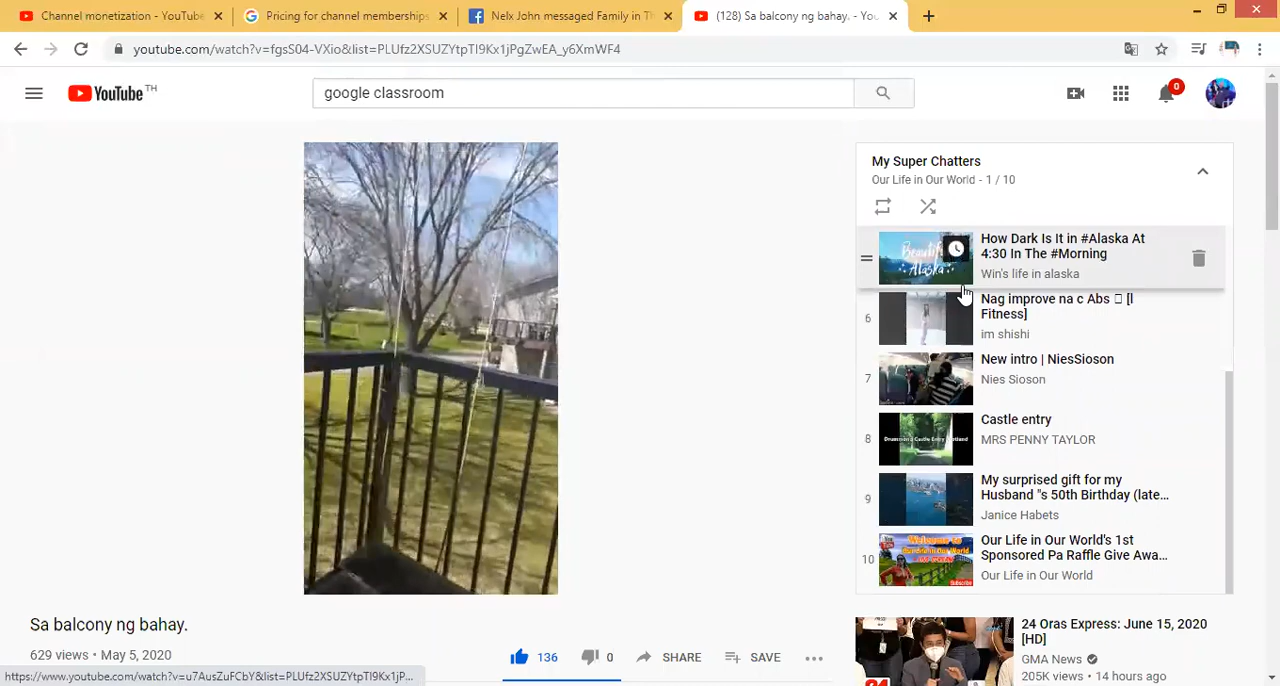 Channel monetization - YouTube
Pricing for channel memberships
Nelx John messaged Family in Th
(128) Sa balcony ng bahay. - You
youtube.com/watch?v=fgsS04-VXio&list=PLUfz2XSUZYtpTI9Kx1jPgZwEA_y6XmWF4
YouTube TH
google classroom
0
My Super Chatters
Our Life in Our World - 1 / 10
Beautiful
Alaska
How Dark Is It in #Alaska At
4:30 In The #Morning
Win's life in alaska
6
Nag improve na c Abs [I
Fitness]
im shishi
7
New intro | NiesSioson
Nies Sioson
8
Castle entry
MRS PENNY TAYLOR
9
My surprised gift for my
Husband "s 50th Birthday (late...
Janice Habets
10
Welcome to
Subscribe
Our Life in Our World's 1st
Sponsored Pa Raffle Give Awa...
Our Life in Our World
Sa balcony ng bahay.
629 views • May 5, 2020
136
0
SHARE
SAVE
24 Oras Express: June 15, 2020
[HD]
GMA News
205K views • 14 hours ago
https://www.youtube.com/watch?v=u7AusZuFCbY&list=PLUfz2XSUZYtpTI9Kx1jP...